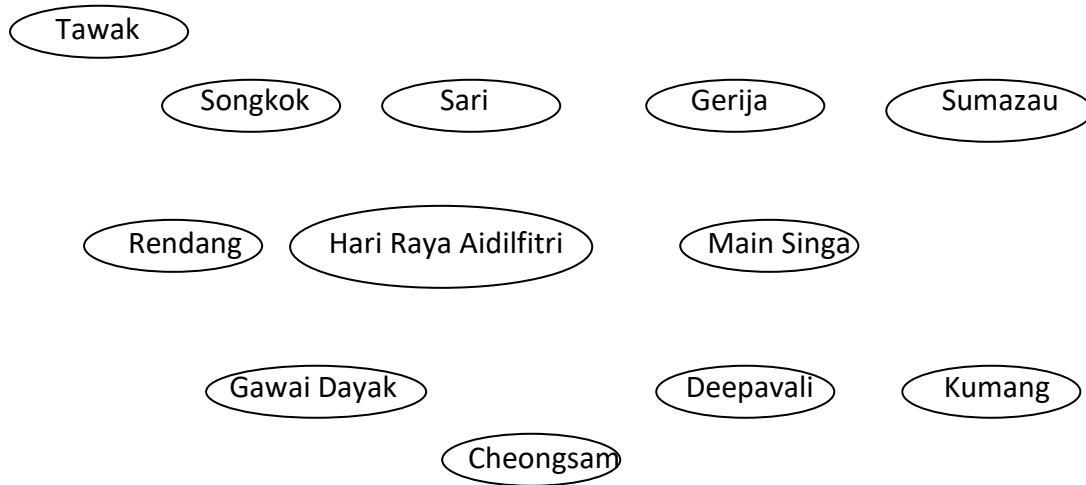 Tawak
Songkok Sari Gerija Sumazau
Rendang Hari Raya Aidilfitri Main Singa
Gawai Dayak Deepavali Kumang
Cheongsam